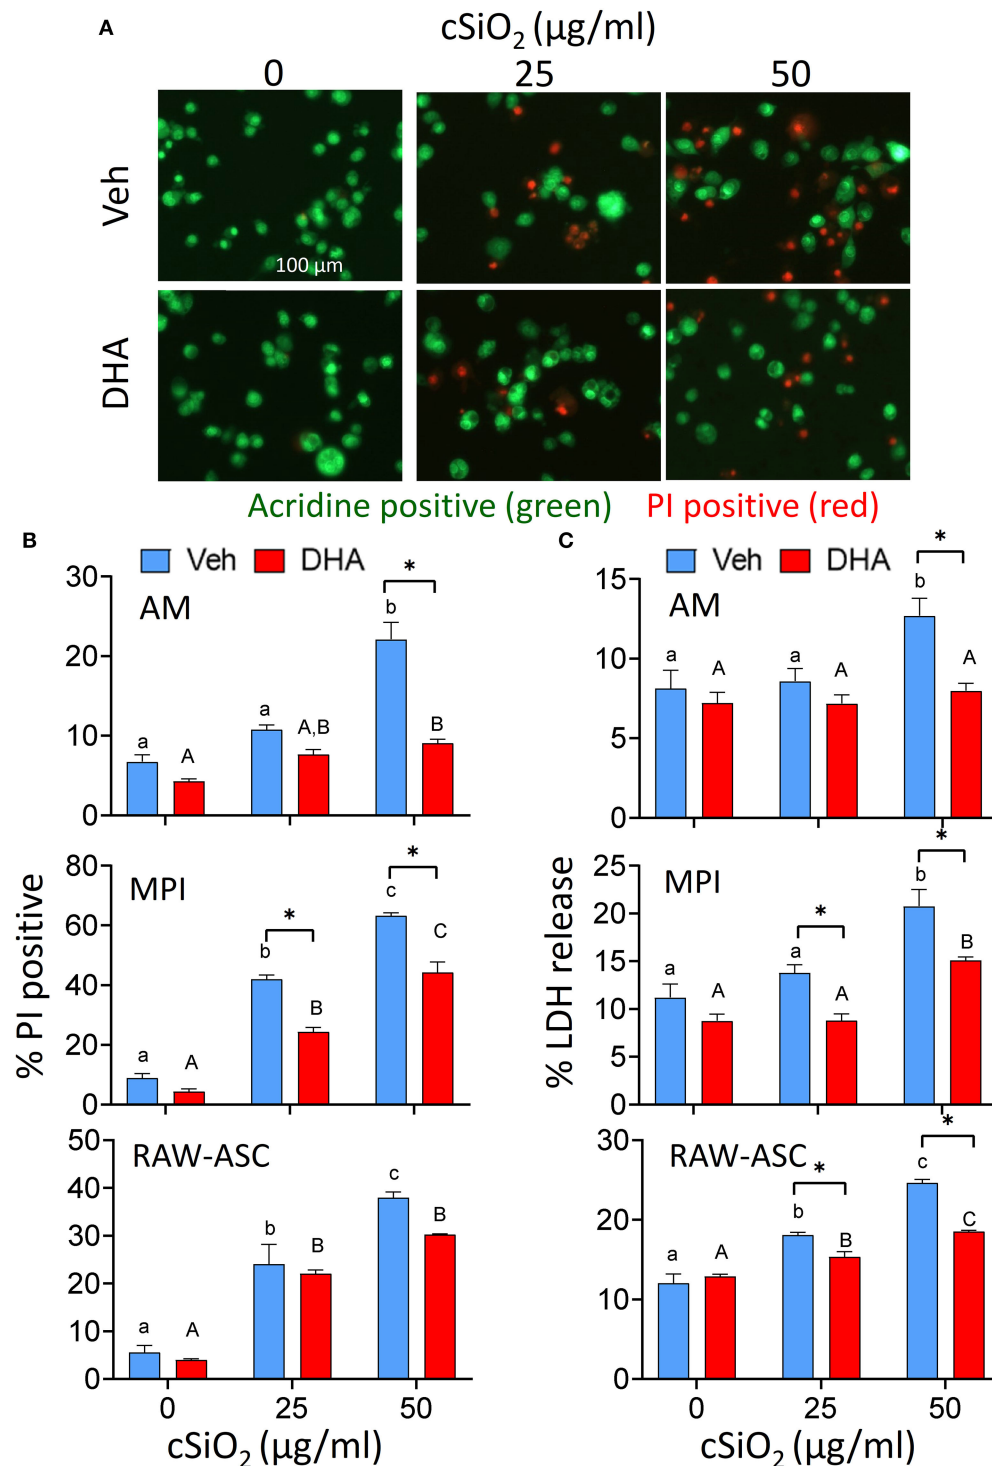 A
cSiO2 (μg/ml)
0 25 50
Veh
100 μm
DHA
Acridine positive (green) PI positive (red)
B
Veh DHA
AM
30
20
10
0
a A a A,B b B *
% PI positive
MPI
80
60
40
20
0
a A b B * c C *
RAW-ASC
50
40
30
20
10
0
a A b B c B
0 25 50
cSiO2 (μg/ml)
C
Veh DHA
AM
15
10
5
0
a A a A b A *
% LDH release
MPI
25
20
15
10
5
0
a A a A * b B *
RAW-ASC
30
20
10
0
a A b B * c C *
0 25 50
cSiO2 (μg/ml)